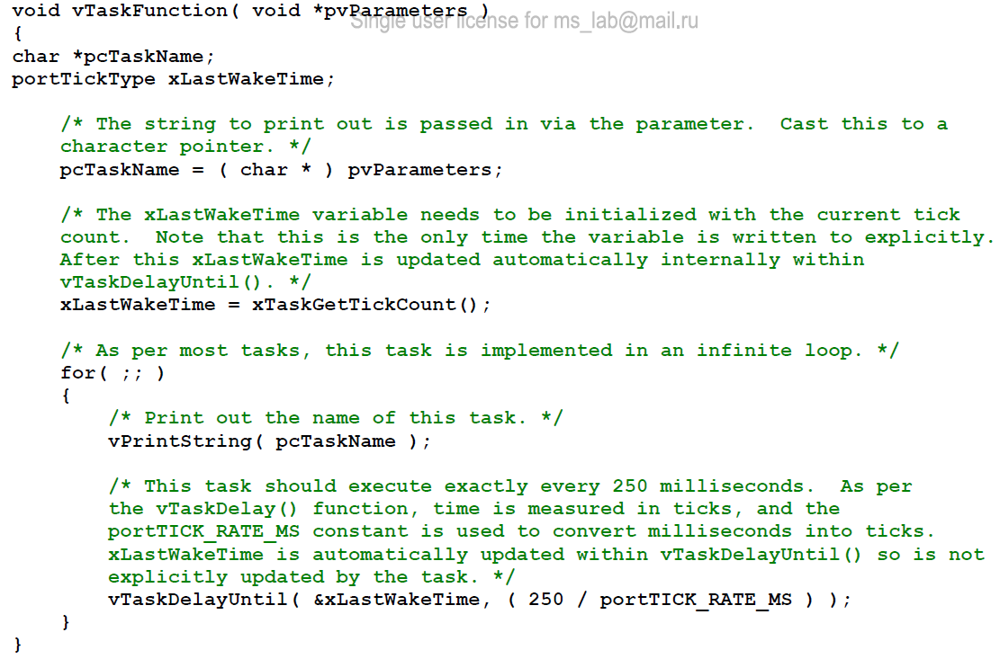 void vTaskFunction( void *pvParameters )
Single user license for ms_lab@mail.ru
{
char *pcTaskName;
portTickType xLastWakeTime;
/* The string to print out is passed in via the parameter.  Cast this to a
character pointer. */
pcTaskName = ( char * ) pvParameters;
/* The xLastWakeTime variable needs to be initialized with the current tick
count.  Note that this is the only time the variable is written to explicitly.
After this xLastWakeTime is updated automatically internally within
vTaskDelayUntil(). */
xLastWakeTime = xTaskGetTickCount();
/* As per most tasks, this task is implemented in an infinite loop. */
for( ;; )
{
/* Print out the name of this task. */
vPrintString( pcTaskName );
/* This task should execute exactly every 250 milliseconds.  As per
the vTaskDelay() function, time is measured in ticks, and the
portTICK_RATE_MS constant is used to convert milliseconds into ticks.
xLastWakeTime is automatically updated within vTaskDelayUntil() so is not
explicitly updated by the task. */
vTaskDelayUntil( &xLastWakeTime, ( 250 / portTICK_RATE_MS ) );
}
}